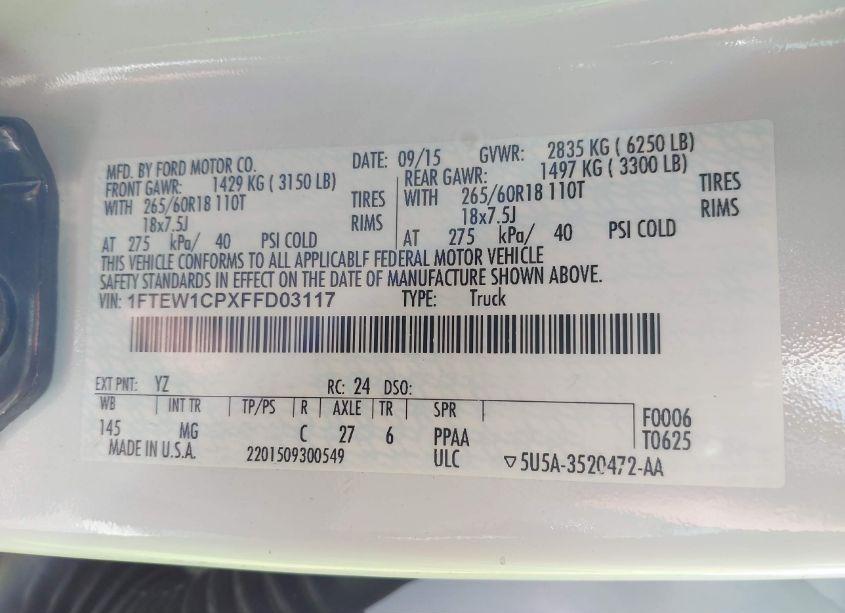 MFD. BY FORD MOTOR CO. DATE: 09/15 GVWR: 2835 KG ( 6250 LB)
FRONT GAWR: 1429 KG ( 3150 LB) REAR GAWR: 1497 KG ( 3300 LB)
WITH 265/60R18 110T TIRES WITH 265/60R18 110T TIRES
18x7.5J RIMS 18x7.5J RIMS
AT 275 kPa/ 40 PSI COLD AT 275 kPa/ 40 PSI COLD
THIS VEHICLE CONFORMS TO ALL APPLICABLF FEDERAL MOTOR VEHICLE
SAFETY STANDARDS IN EFFECT ON THE DATE OF MANUFACTURE SHOWN ABOVE.
VIN: 1FTEW1CPXFFD03117 TYPE: Truck
EXT PNT: YZ RC: 24 DSO:
WB INT TR TP/PS R AXLE TR SPR F0006
145 MG C 27 6 PPAA T0625
MADE IN U.S.A. 2201509300549 ULC ▽5U5A-3520472-AA